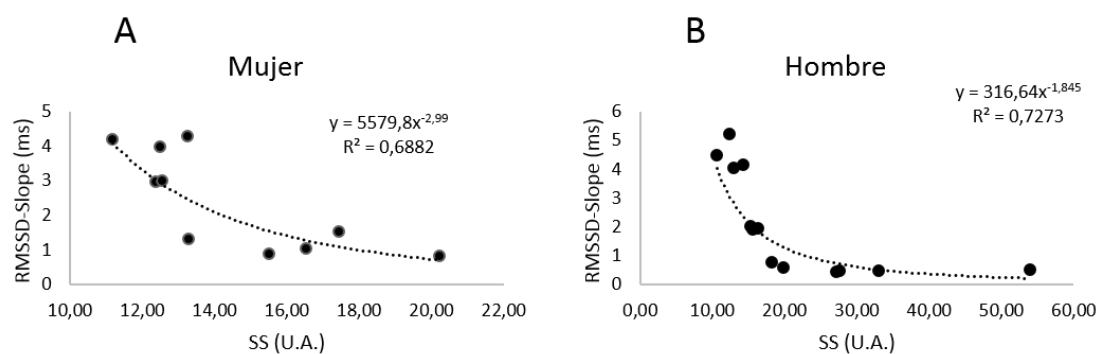 A
Mujer
y = 5579,8x^-2,99
R² = 0,6882
RMSSD-Slope (ms)
5
4
3
2
1
0
10,00 12,00 14,00 16,00 18,00 20,00 22,00
SS (U.A.)
B
Hombre
y = 316,64x^-1,845
R² = 0,7273
RMSSD-Slope (ms)
6
5
4
3
2
1
0
0,00 10,00 20,00 30,00 40,00 50,00 60,00
SS (U.A.)